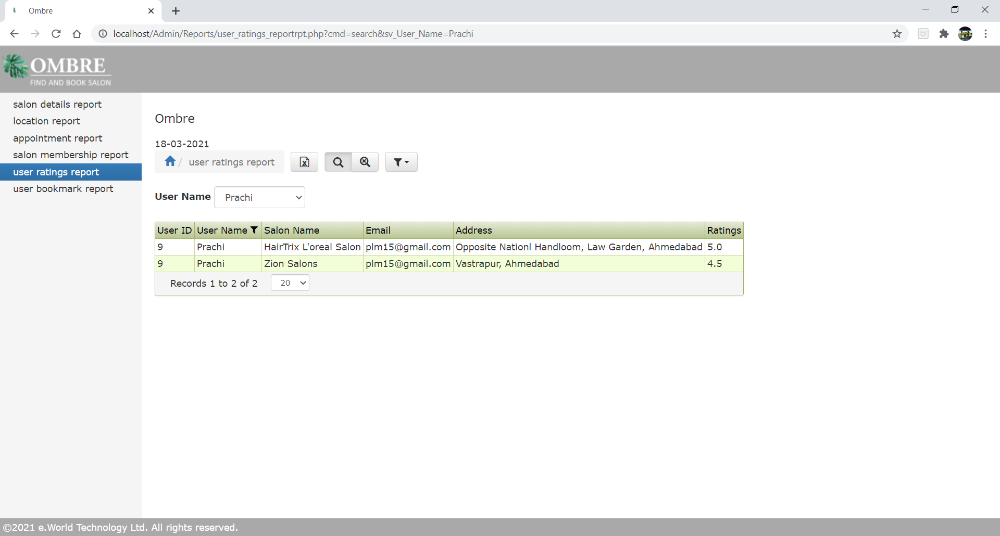 Ombre
localhost/Admin/Reports/user_ratings_reportrpt.php?cmd=search&sv_User_Name=Prachi
OMBRE
FIND AND BOOK SALON
salon details report
location report
appointment report
salon membership report
user ratings report
user bookmark report
Ombre
18-03-2021
/ user ratings report
User Name Prachi
User ID User Name Salon Name Email Address Ratings
9 Prachi HairTrix L'oreal Salon plm15@gmail.com Opposite Nationl Handloom, Law Garden, Ahmedabad 5.0
9 Prachi Zion Salons plm15@gmail.com Vastrapur, Ahmedabad 4.5
Records 1 to 2 of 2 20
©2021 e.World Technology Ltd. All rights reserved.